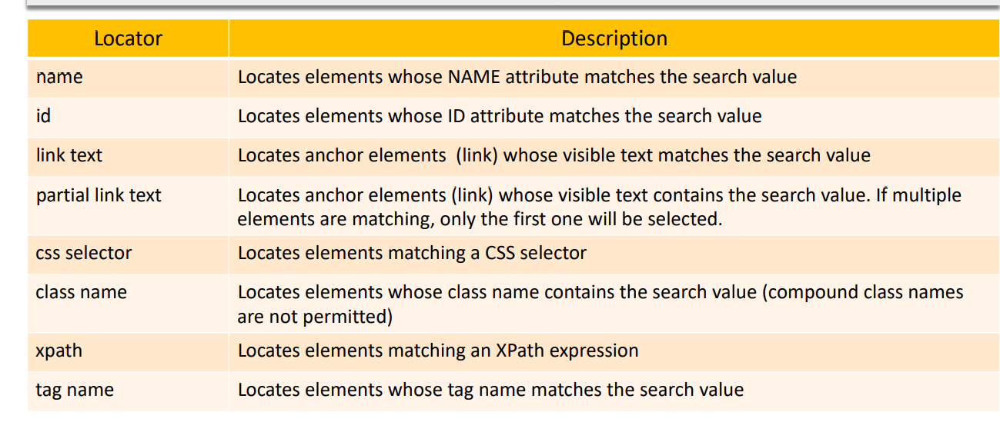 Locator Description
name Locates elements whose NAME attribute matches the search value
id Locates elements whose ID attribute matches the search value
link text Locates anchor elements  (link) whose visible text matches the search value
partial link text Locates anchor elements (link) whose visible text contains the search value. If multiple
elements are matching, only the first one will be selected.
css selector Locates elements matching a CSS selector
class name Locates elements whose class name contains the search value (compound class names
are not permitted)
xpath Locates elements matching an XPath expression
tag name Locates elements whose tag name matches the search value